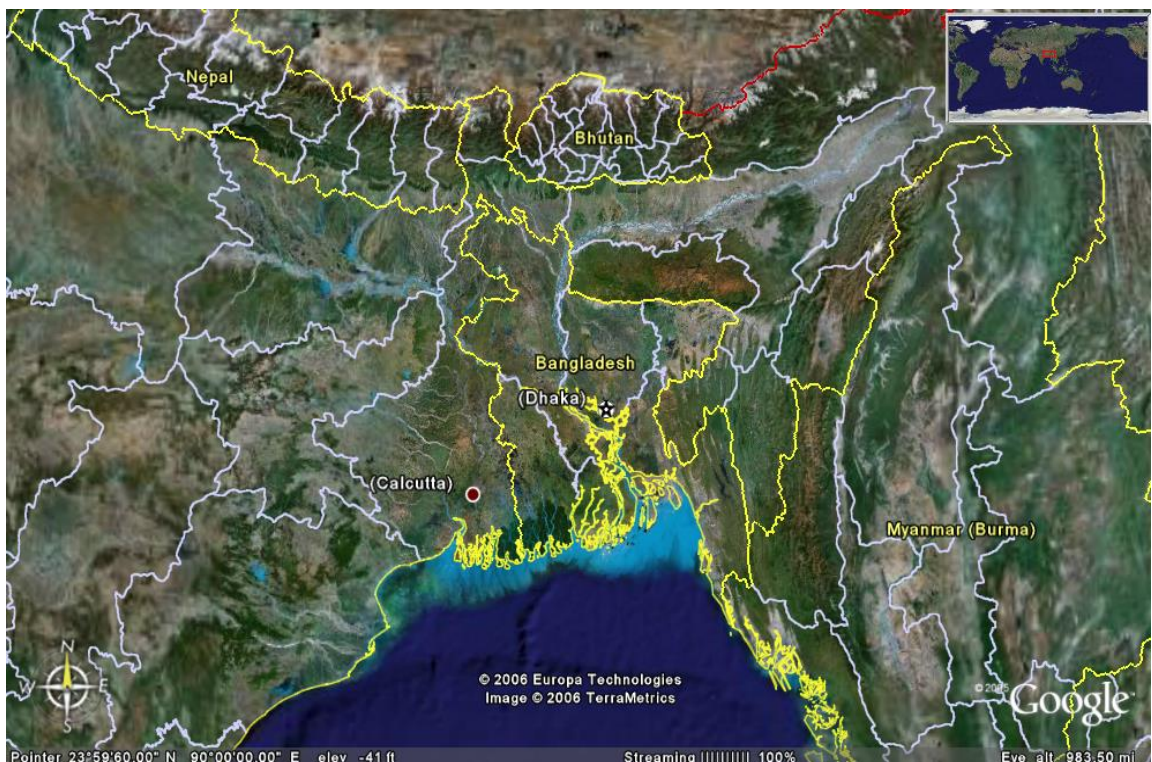 Nepal
Bhutan
Bangladesh
(Dhaka)
(Calcutta)
Myanmar (Burma)
N
W E
S
© 2006 Europa Technologies
Image © 2006 TerraMetrics
© 2005 Google
Pointer 23°59'60.00" N 90°00'00.00" E elev -41 ft Streaming |||||||||| 100% Eye alt 983.50 mi